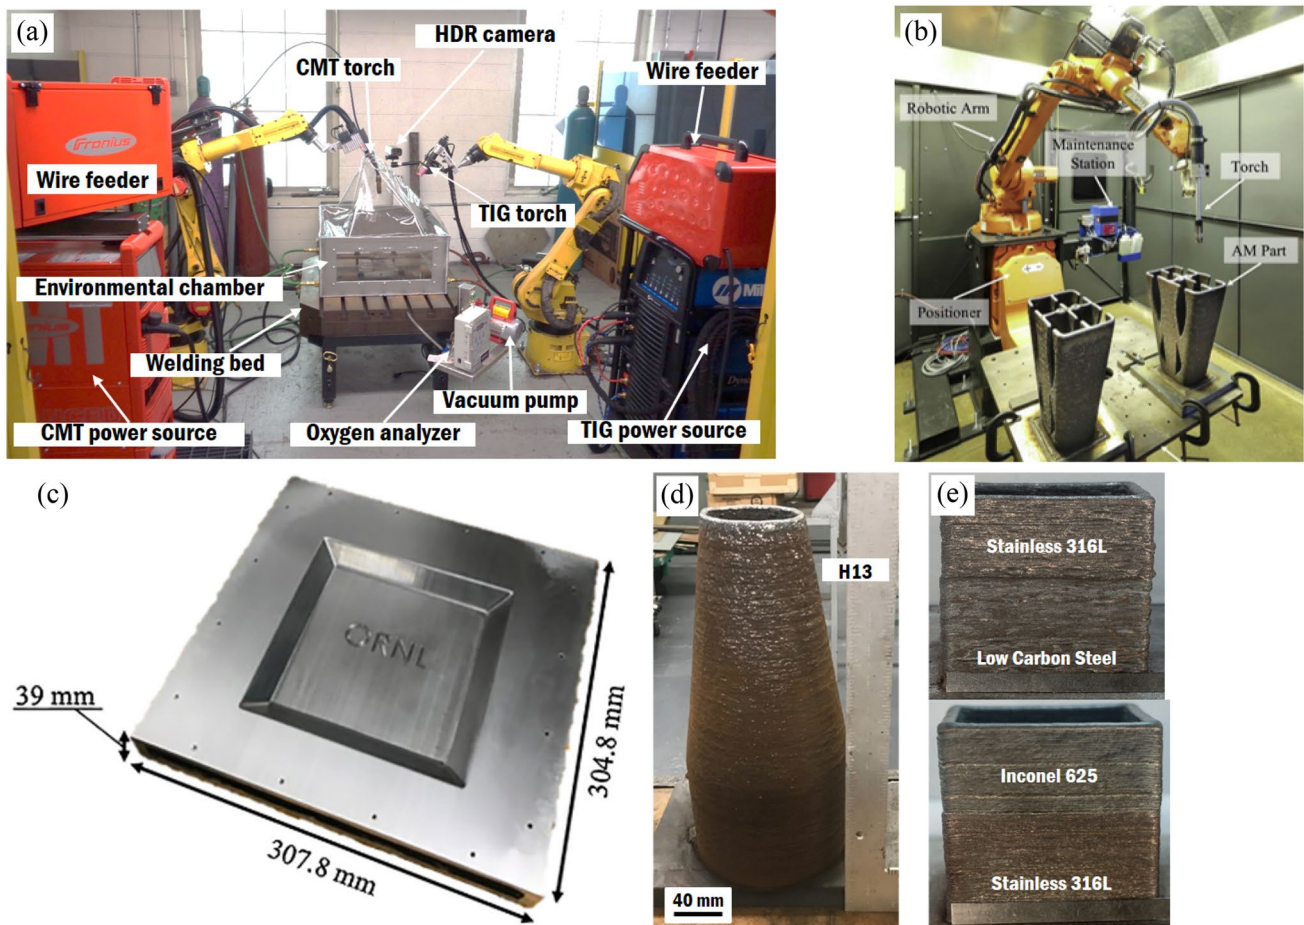 (a)
HDR camera
CMT torch
Wire feeder
Fronius
Wire feeder
TIG torch
Environmental chamber
Welding bed
Vacuum pump
CMT power source
Oxygen analyzer
TIG power source
(b)
Robotic Arm
Maintenance
Station
Torch
AM Part
Positioner
(c)
ORNL
39 mm
304.8 mm
307.8 mm
(d)
H13
40 mm
(e)
Stainless 316L
Low Carbon Steel
Inconel 625
Stainless 316L